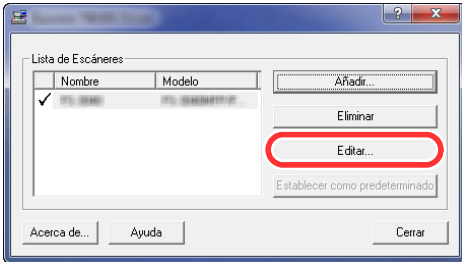 Lista de Escáneres
Nombre Modelo
Añadir...
Eliminar
Editar...
Establecer como predeterminado
Acerca de... Ayuda Cerrar